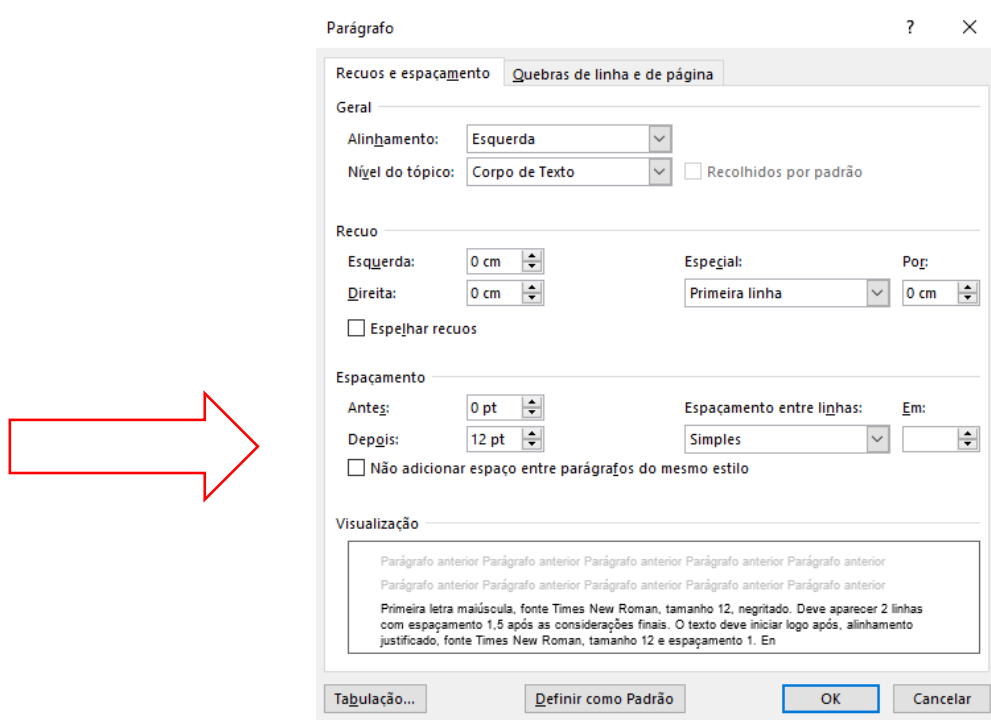 Parágrafo ?
Recuos e espaçamento Quebras de linha e de página
Geral
Alinhamento: Esquerda
Nível do tópico: Corpo de Texto Recolhidos por padrão
Recuo
Esquerda: 0 cm Especial: Por:
Direita: 0 cm Primeira linha 0 cm
Espelhar recuos
Espaçamento
Antes: 0 pt Espaçamento entre linhas: Em:
Depois: 12 pt Simples
Não adicionar espaço entre parágrafos do mesmo estilo
Visualização
Parágrafo anterior Parágrafo anterior Parágrafo anterior Parágrafo anterior Parágrafo anterior
Parágrafo anterior Parágrafo anterior Parágrafo anterior Parágrafo anterior Parágrafo anterior
Primeira letra maiúscula, fonte Times New Roman, tamanho 12, negritado. Deve aparecer 2 linhas
com espaçamento 1,5 após as considerações finais. O texto deve iniciar logo após, alinhamento
justificado, fonte Times New Roman, tamanho 12 e espaçamento 1. En
Tabulação... Definir como Padrão OK Cancelar